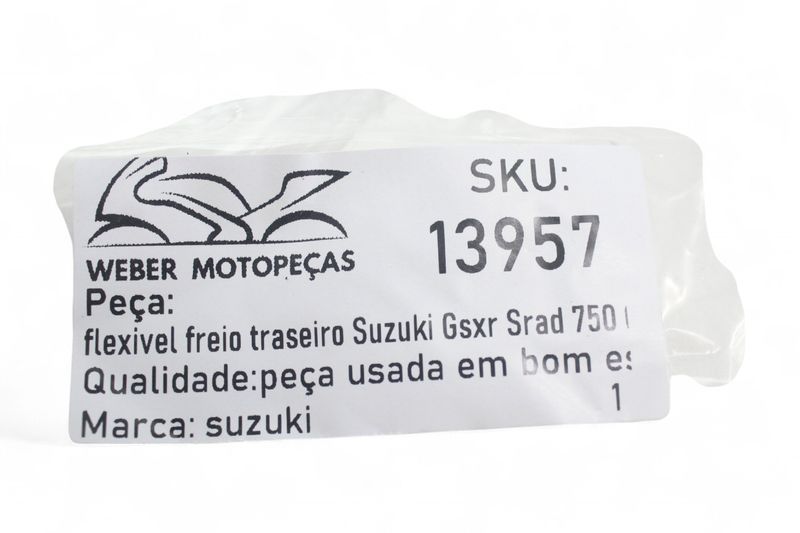 WEBER MOTOPEÇAS
SKU:
13957
Peça:
flexivel freio traseiro Suzuki Gsxr Srad 750
Qualidade:peça usada em bom
1
Marca: suzuki